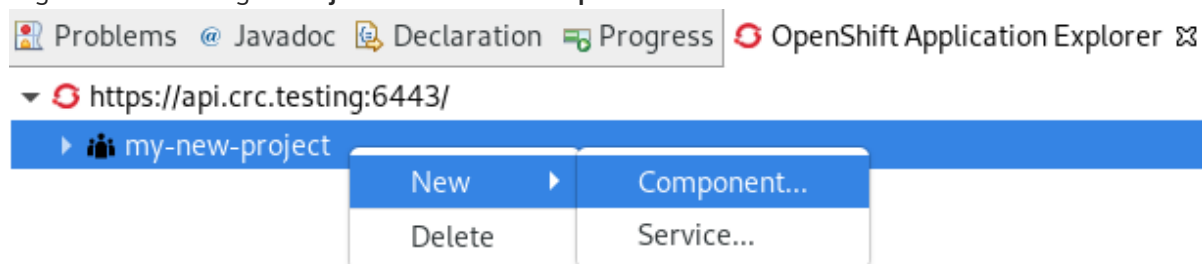 Problems @ Javadoc Declaration Progress OpenShift Application Explorer
https://api.crc.testing:6443/
my-new-project
New Component...
Delete Service...